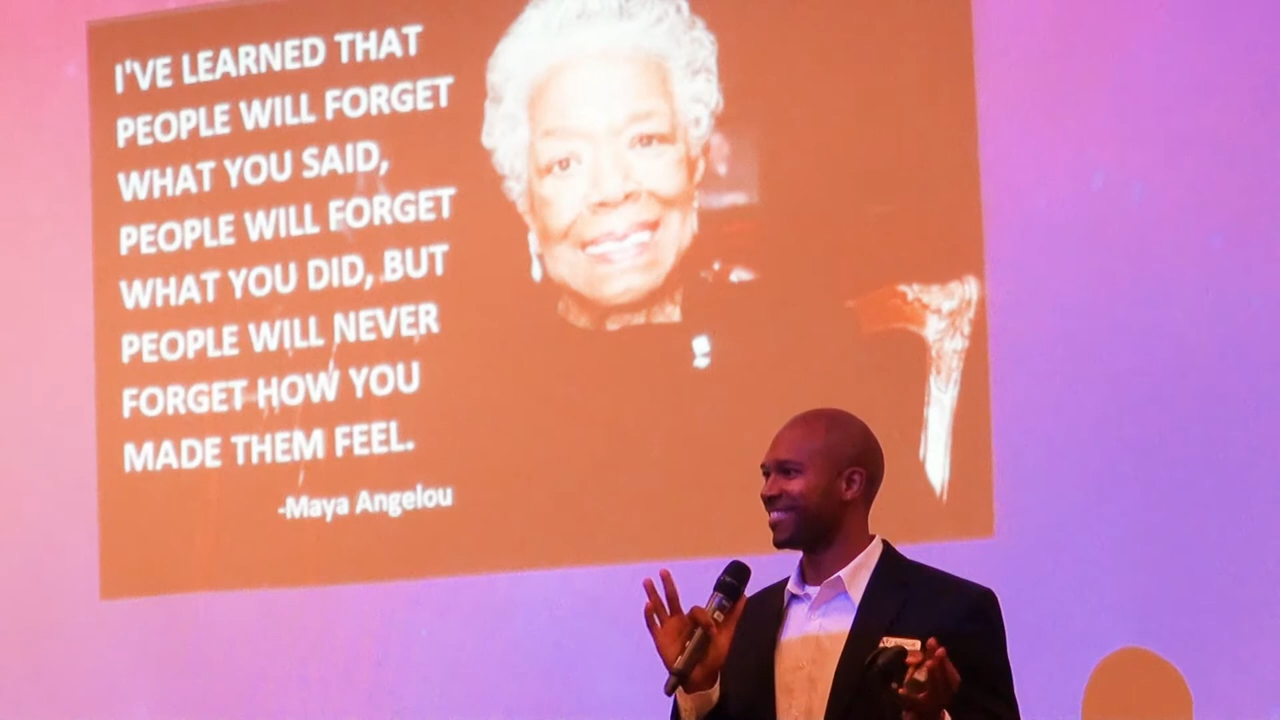 I'VE LEARNED THAT
PEOPLE WILL FORGET
WHAT YOU SAID,
PEOPLE WILL FORGET
WHAT YOU DID, BUT
PEOPLE WILL NEVER
FORGET HOW YOU
MADE THEM FEEL.
-Maya Angelou